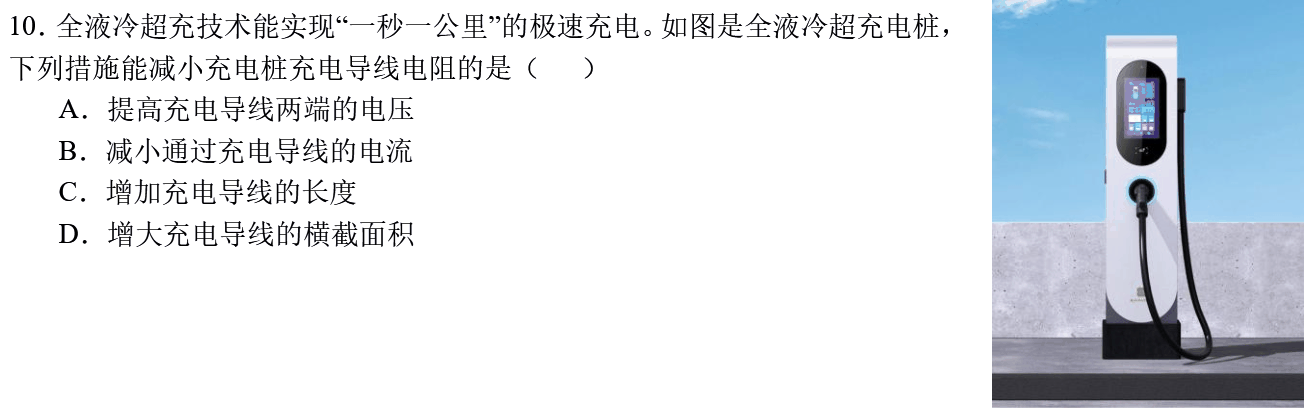 10. 全液冷超充技术能实现“一秒一公里”的极速充电。如图是全液冷超充电桩，
下列措施能减小充电桩充电导线电阻的是（　　）
A．提高充电导线两端的电压
B．减小通过充电导线的电流
C．增加充电导线的长度
D．增大充电导线的横截面积